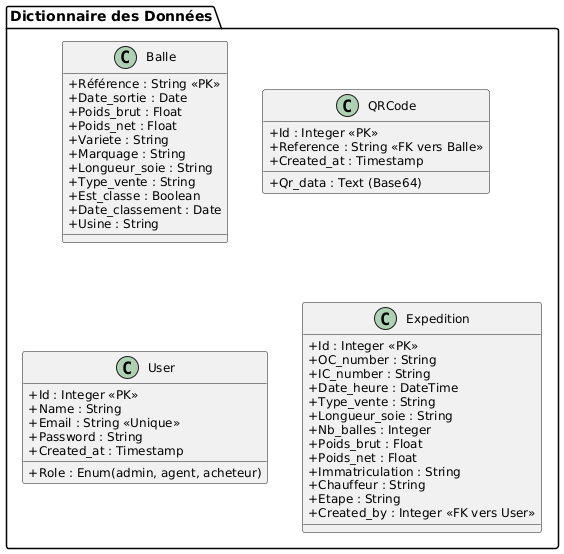 Dictionnaire des Données
C Balle
+Référence : String «PK»
+Date_sortie : Date
+Poids_brut : Float
+Poids_net : Float
+Variete : String
+Marquage : String
+Longueur_soie : String
+Type_vente : String
+Est_classe : Boolean
+Date_classement : Date
+Usine : String
C QRCode
+Id : Integer «PK»
+Reference : String «FK vers Balle»
+Created_at : Timestamp
+Qr_data : Text (Base64)
C User
+Id : Integer «PK»
+Name : String
+Email : String «Unique»
+Password : String
+Created_at : Timestamp
+Role : Enum(admin, agent, acheteur)
C Expedition
+Id : Integer «PK»
+OC_number : String
+IC_number : String
+Date_heure : DateTime
+Type_vente : String
+Longueur_soie : String
+Nb_balles : Integer
+Poids_brut : Float
+Poids_net : Float
+Immatriculation : String
+Chauffeur : String
+Etape : String
+Created_by : Integer «FK vers User»